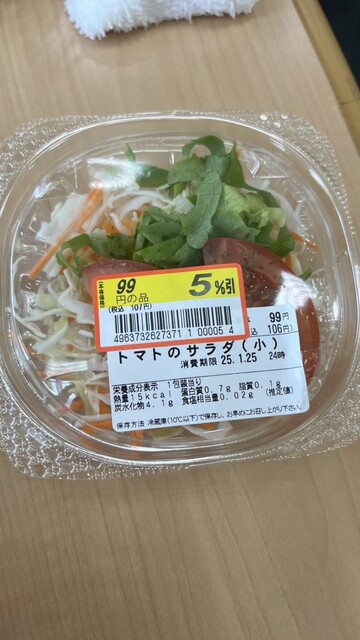 (本体価格) 99 5%引
円の品
(税込 107円)
4963732627371 100005 4
99円
税込 106円)
トマトのサラダ(小)
消費期限 25.1.25 24時
栄養成分表示 1包装当り
熱量15kcal 蛋白質0.7g 脂質0.1g
炭水化物4.1g 食塩相当量0.02g (推定値)
保存方法 冷蔵庫(10℃以下)で保存し、お早めにお召し上がり下さい。